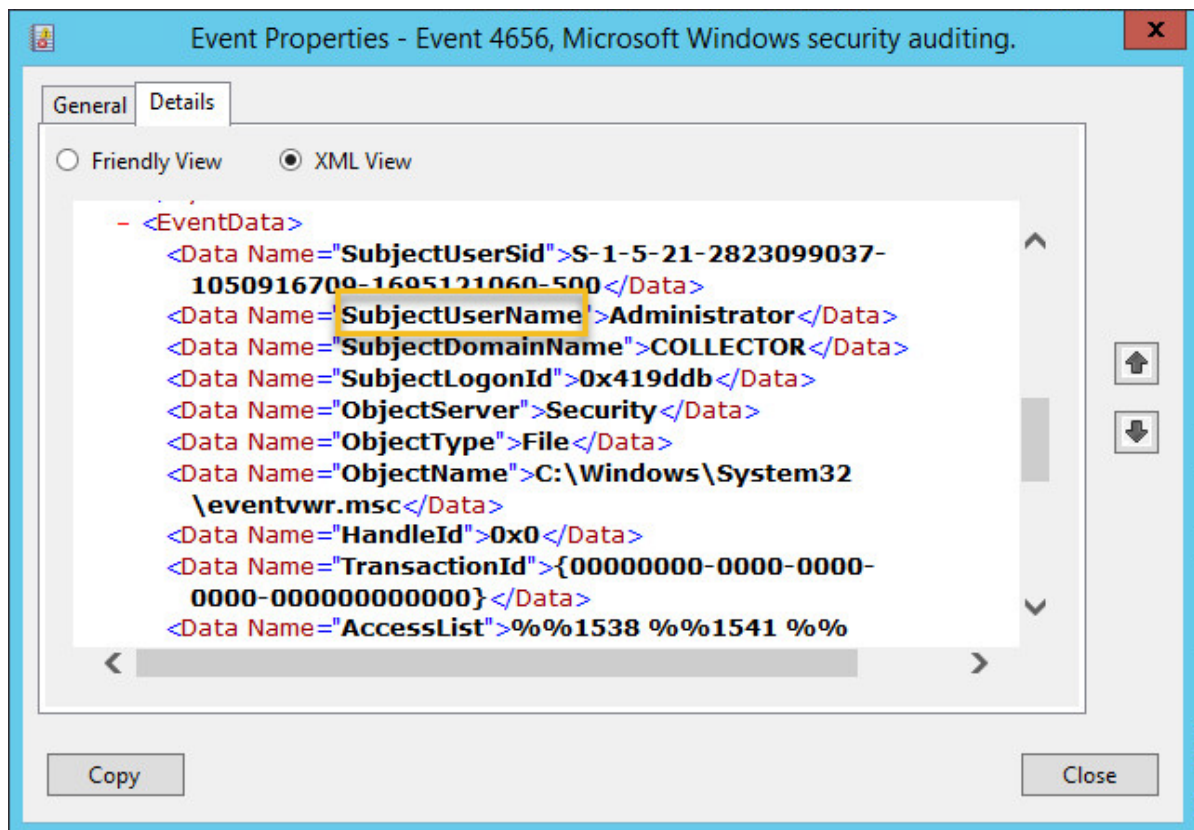 Event Properties - Event 4656, Microsoft Windows security auditing.
x
General Details
Friendly View XML View
- <EventData>
<Data Name="SubjectUserSid">S-1-5-21-2823099037-
1050916709-1695121060-500</Data>
<Data Name="SubjectUserName">Administrator</Data>
<Data Name="SubjectDomainName">COLLECTOR</Data>
<Data Name="SubjectLogonId">0x419ddb</Data>
<Data Name="ObjectServer">Security</Data>
<Data Name="ObjectType">File</Data>
<Data Name="ObjectName">C:\Windows\System32
\eventvwr.msc</Data>
<Data Name="HandleId">0x0</Data>
<Data Name="TransactionId">{00000000-0000-0000-
0000-000000000000}</Data>
<Data Name="AccessList">%%1538 %%1541 %%
Copy Close